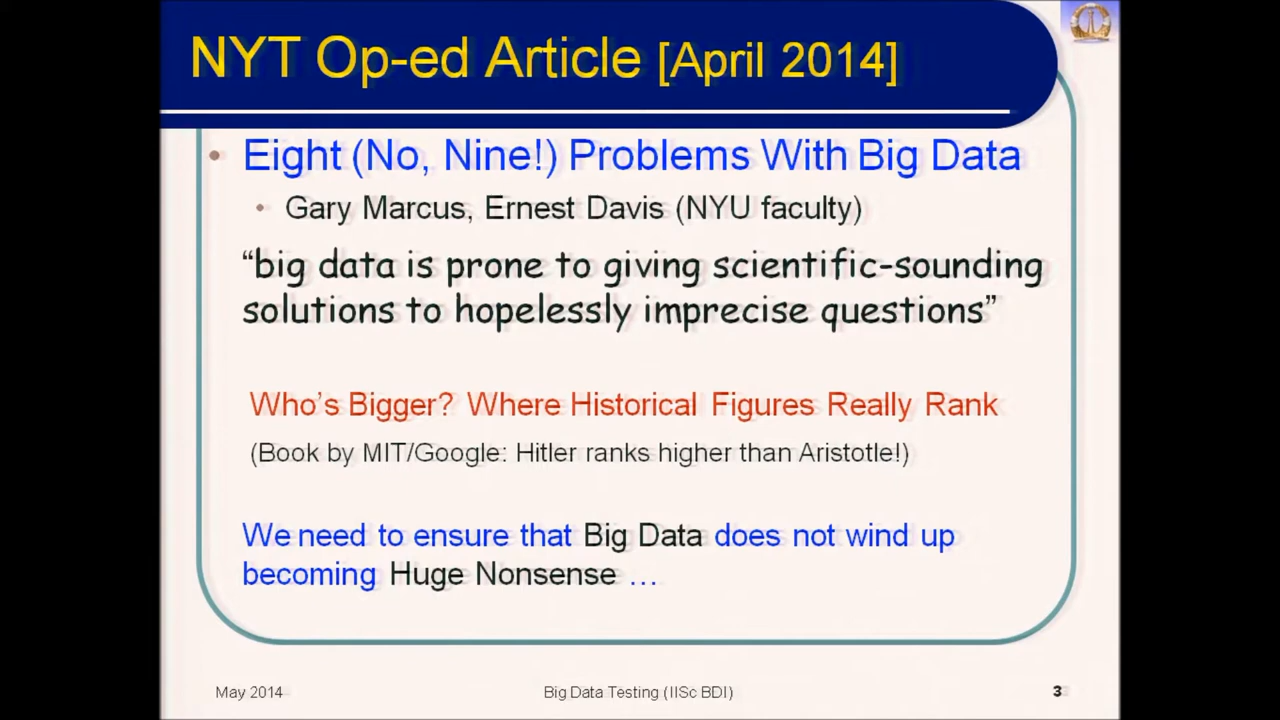 NYT Op-ed Article [April 2014]
• Eight (No, Nine!) Problems With Big Data
• Gary Marcus, Ernest Davis (NYU faculty)
“big data is prone to giving scientific-sounding
solutions to hopelessly imprecise questions”
Who’s Bigger? Where Historical Figures Really Rank
(Book by MIT/Google: Hitler ranks higher than Aristotle!)
We need to ensure that Big Data does not wind up
becoming Huge Nonsense …
May 2014 Big Data Testing (IISc BDI) 3